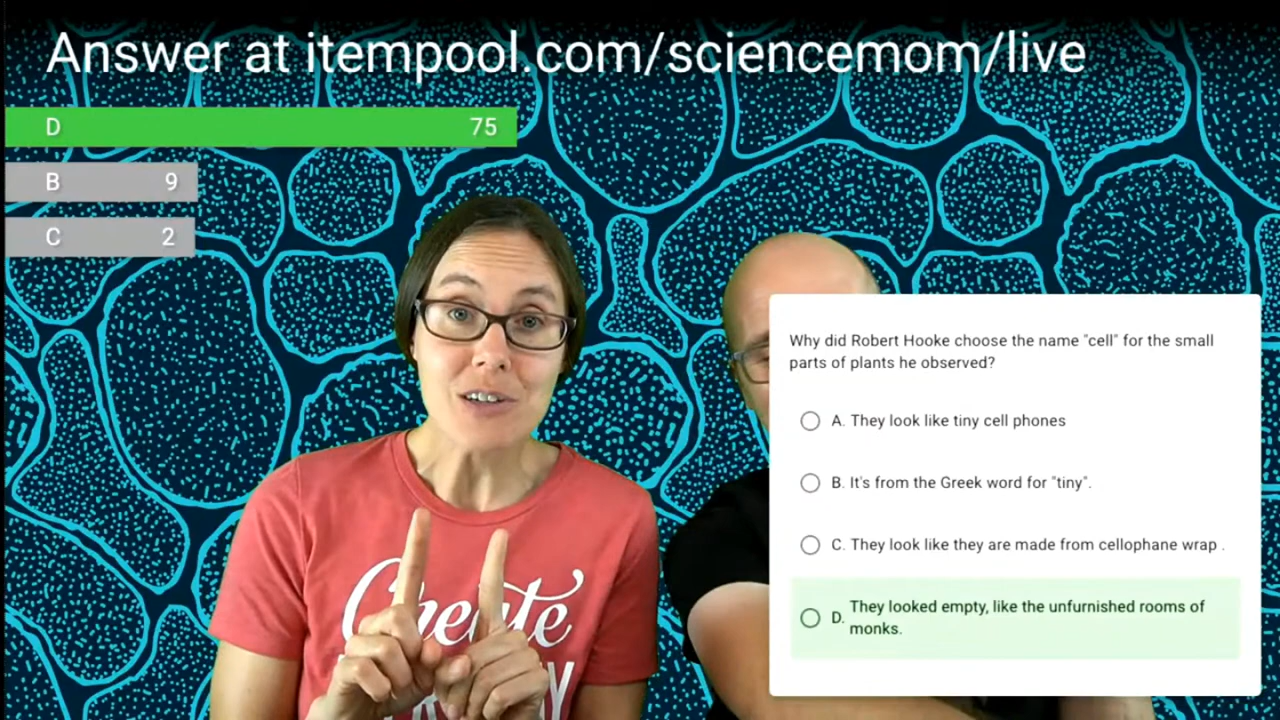 Answer at itempool.com/sciencemom/live
D 75
B 9
C 2
Why did Robert Hooke choose the name "cell" for the small
parts of plants he observed?
A. They look like tiny cell phones
B. It's from the Greek word for "tiny".
C. They look like they are made from cellophane wrap .
D. They looked empty, like the unfurnished rooms of
monks.
Create